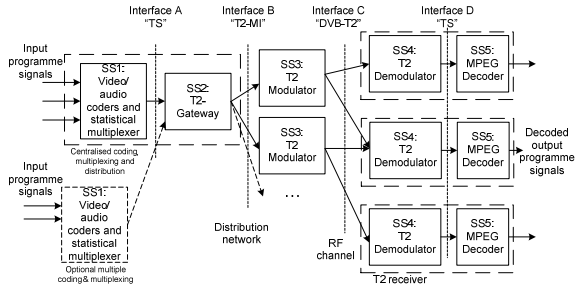 Interface A
"TS"
Interface B
"T2-MI"
Interface C
"DVB-T2"
Interface D
"TS"
Input
programme
signals
SS1:
Video/
audio
coders and
statistical
multiplexer
SS2:
T2-
Gateway
SS3:
T2
Modulator
SS4:
T2
Demodulator
SS5:
MPEG
Decoder
Centralised coding,
multiplexing and
distribution
SS3:
T2
Modulator
SS4:
T2
Demodulator
SS5:
MPEG
Decoder
Decoded
output
programme
signals
Input
programme
signals
SS1:
Video/
audio
coders and
statistical
multiplexer
...
Optional multiple
coding & multiplexing
Distribution
network
RF
channel
SS4:
T2
Demodulator
SS5:
MPEG
Decoder
T2 receiver